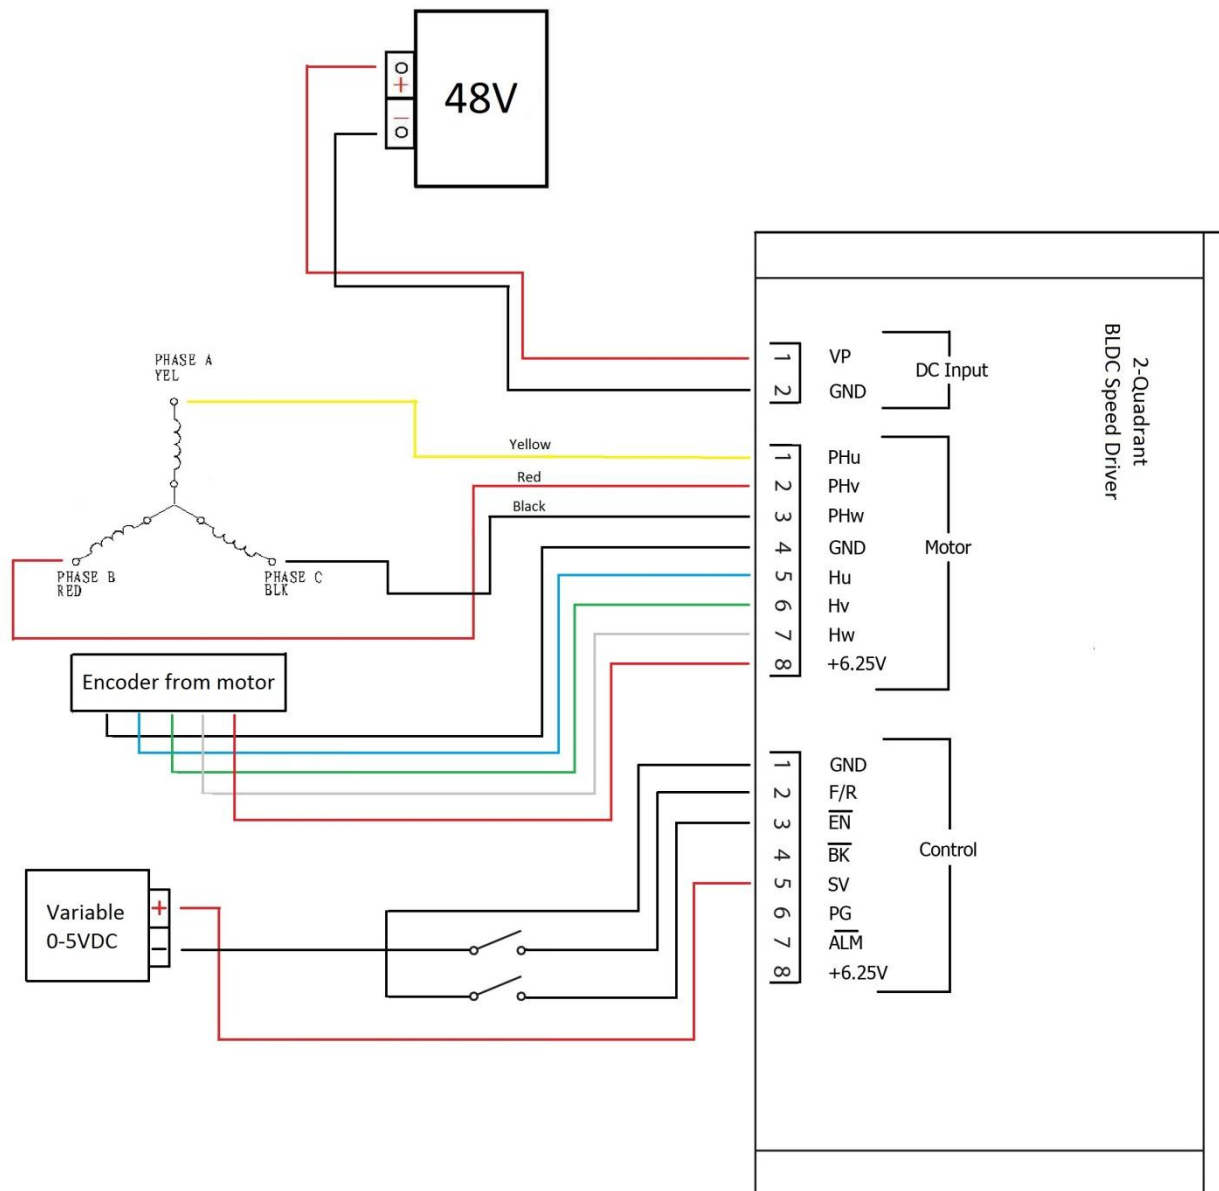 48V
+
−
2-Quadrant
BLDC Speed Driver
PHASE A
YEL
PHASE B
RED
PHASE C
BLK
Yellow
Red
Black
1 VP
2 GND
DC Input
1 PHu
2 PHv
3 PHw
4 GND
5 Hu
6 Hv
7 Hw
8 +6.25V
Motor
Encoder from motor
1 GND
2 F/R
3 E̅N̅
4 B̅K̅
5 SV
6 PG
7 A̅L̅M̅
8 +6.25V
Control
Variable
0-5VDC
+
−